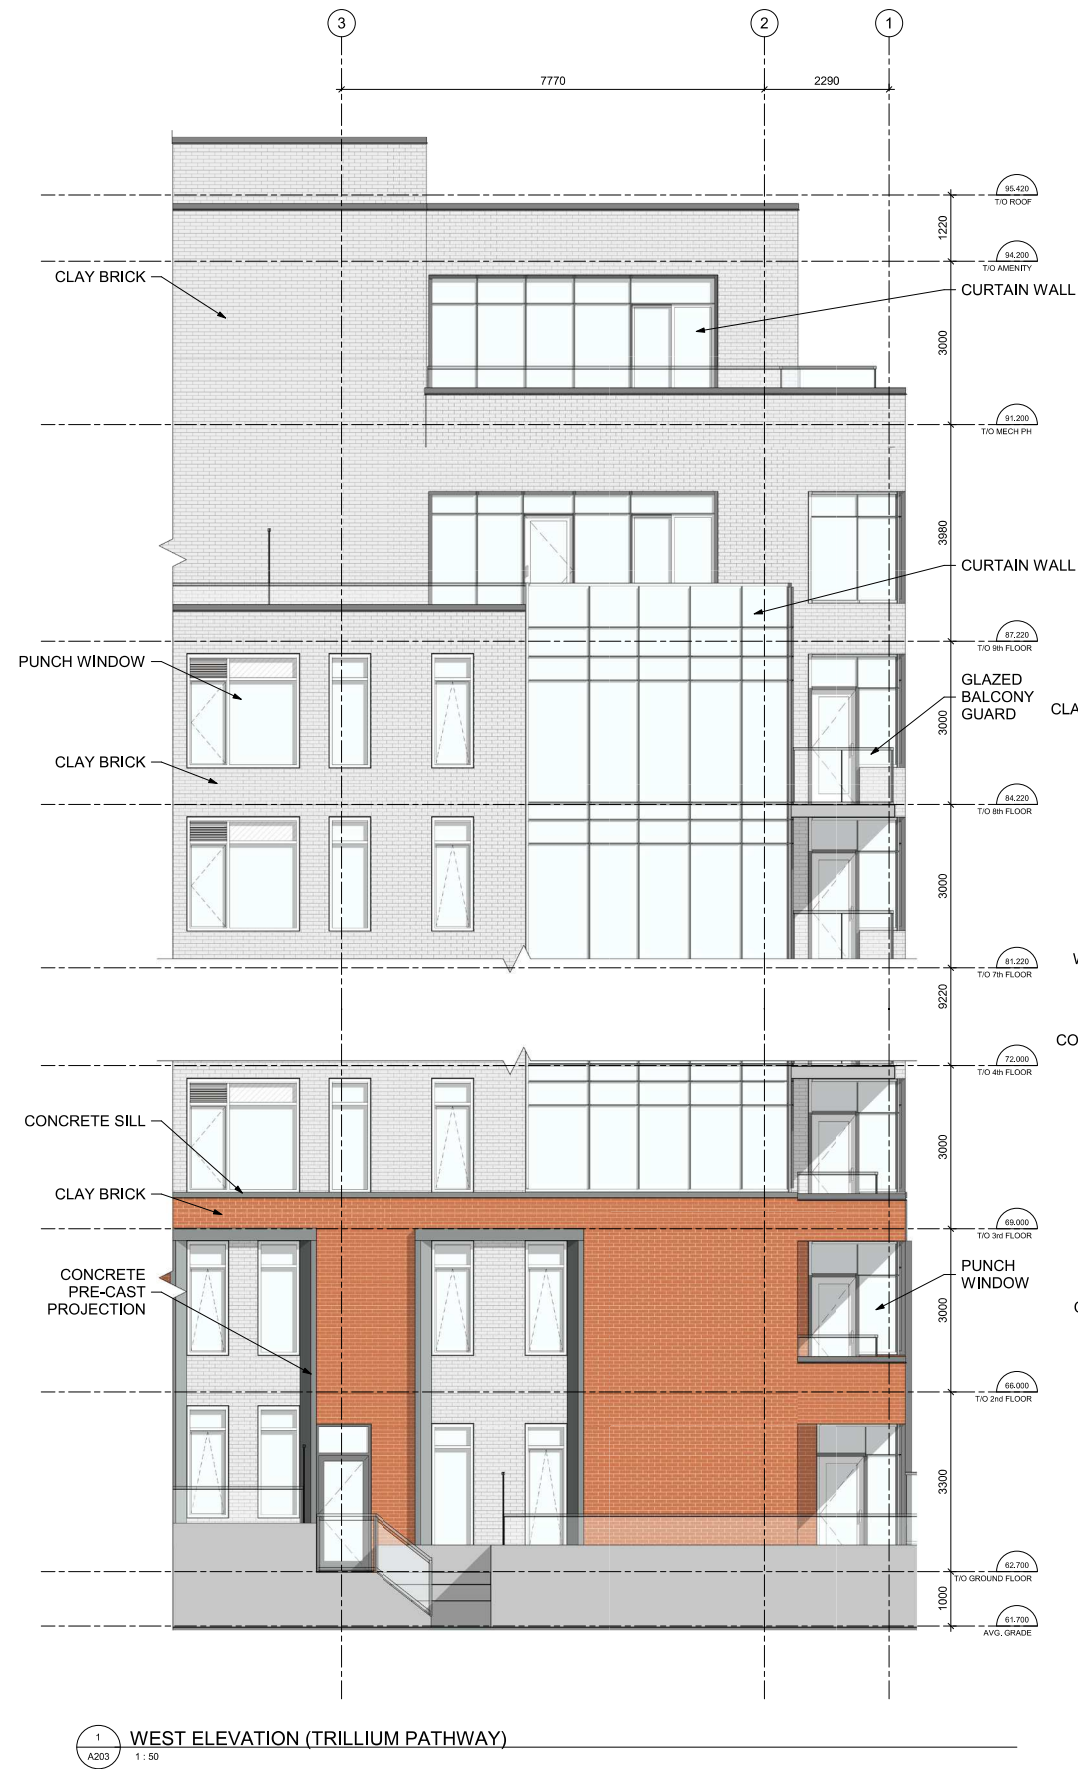 3
2
1
7770
2290
95.420
T/O ROOF
1220
94.200
T/O AMENITY
CLAY BRICK
CURTAIN WALL
3000
91.200
T/O MECH PH
3980
CURTAIN WALL
87.220
T/O 9th FLOOR
PUNCH WINDOW
GLAZED
BALCONY
GUARD
CLA
3000
CLAY BRICK
84.220
T/O 8th FLOOR
3000
81.220
T/O 7th FLOOR
9220
CO
72.000
T/O 4th FLOOR
CONCRETE SILL
3000
CLAY BRICK
69.000
T/O 3rd FLOOR
CONCRETE
PRE-CAST
PROJECTION
PUNCH
WINDOW
3000
66.000
T/O 2nd FLOOR
3300
62.700
T/O GROUND FLOOR
1000
61.700
AVG. GRADE
1
A203
WEST ELEVATION (TRILLIUM PATHWAY)
1 : 50